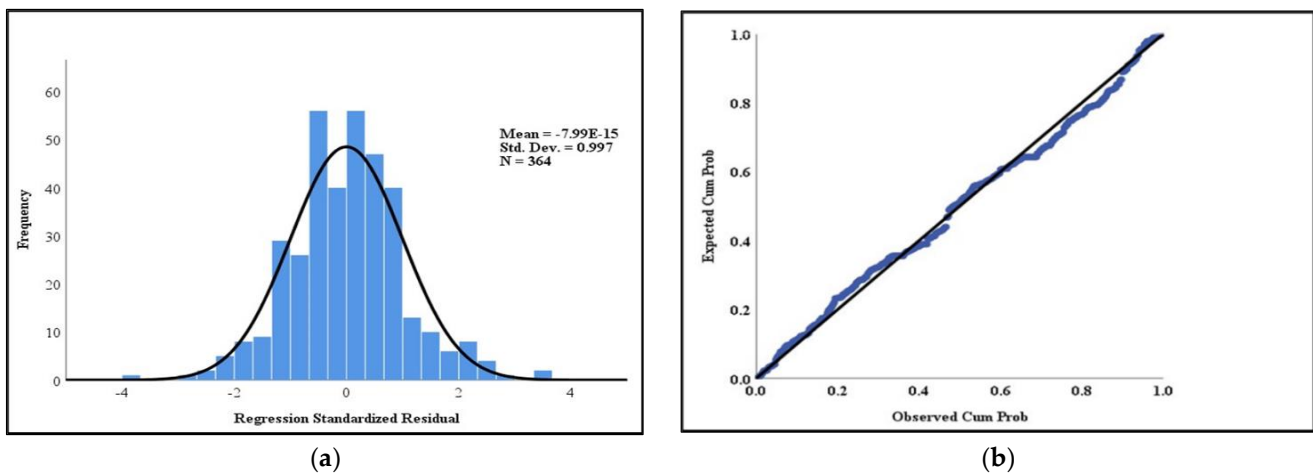 60
50
40
30
20
10
0
Frequency
-4 -2 0 2 4
Regression Standardized Residual
Mean = -7.99E-15
Std. Dev. = 0.997
N = 364
(a)
1.0
0.8
0.6
0.4
0.2
0.0
Expected Cum Prob
0.0 0.2 0.4 0.6 0.8 1.0
Observed Cum Prob
(b)